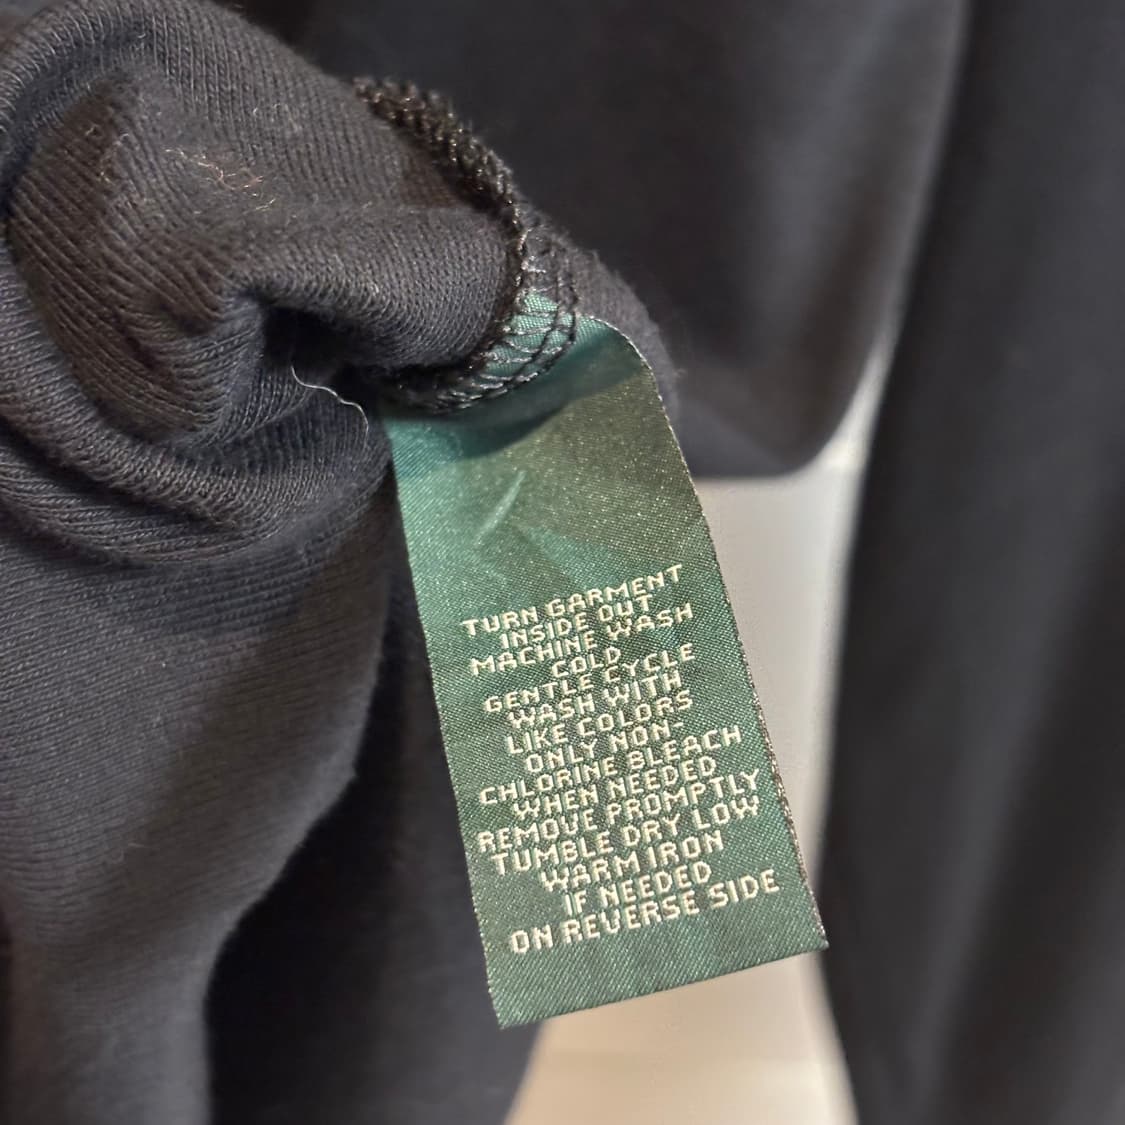 TURN GARMENT
INSIDE OUT
MACHINE WASH
COLD
GENTLE CYCLE
WASH WITH
LIKE COLORS
ONLY NON-
CHLORINE BLEACH
WHEN NEEDED
REMOVE PROMPTLY
TUMBLE DRY LOW
WARM IRON
IF NEEDED
ON REVERSE SIDE